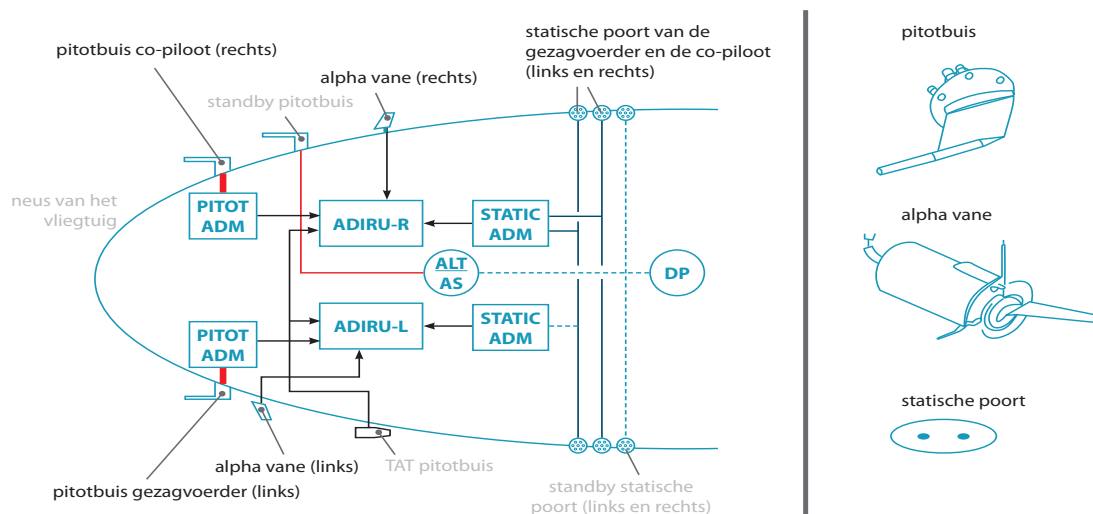 pitotbuis co-piloot (rechts)
standby pitotbuis
alpha vane (rechts)
statische poort van de
gezagvoerder en de co-piloot
(links en rechts)
neus van het
vliegtuig
PITOT
ADM
ADIRU-R
STATIC
ADM
ALT
AS
DP
PITOT
ADM
ADIRU-L
STATIC
ADM
alpha vane (links)
TAT pitotbuis
pitotbuis gezagvoerder (links)
standby statische
poort (links en rechts)
pitotbuis
alpha vane
statische poort